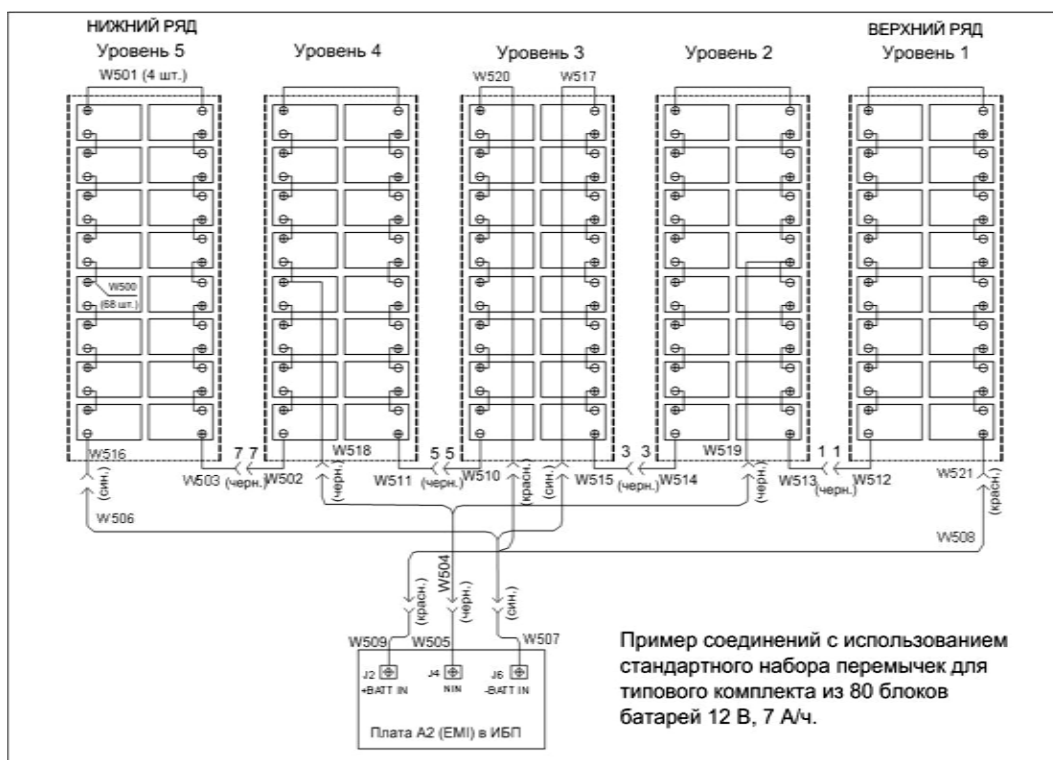 НИЖНИЙ РЯД
ВЕРХНИЙ РЯД
Уровень 5
Уровень 4
Уровень 3
Уровень 2
Уровень 1
W501 (4 шт.)
W520
W517
W500
(68 шт.)
W516
7 7
W518
5 5
3 3
W519
1 1
W521
(син.)
W503
(черн.)
W502
(черн.)
W511
(черн.)
W510
(красн.)
(син.)
W515
(черн.)
W514
(черн.)
W513
(черн.)
W512
(красн.)
W506
W508
W504
(красн.)
(черн.)
(син.)
W509
W505
W507
J2
J4
J6
+BATT IN
NIN
-BATT IN
Плата А2 (EMI) в ИБП
Пример соединений с использованием
стандартного набора перемычек для
типового комплекта из 80 блоков
батарей 12 В, 7 А/ч.